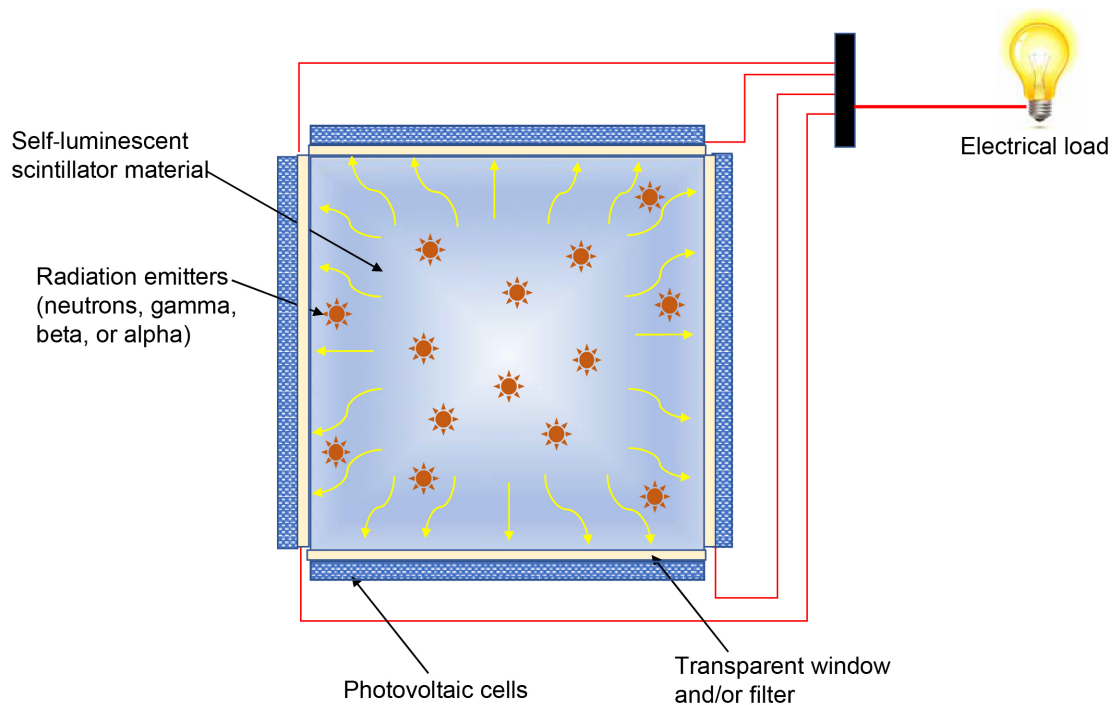 Electrical load
Self-luminescent
scintillator material
Radiation emitters
(neutrons, gamma,
beta, or alpha)
Transparent window
and/or filter
Photovoltaic cells